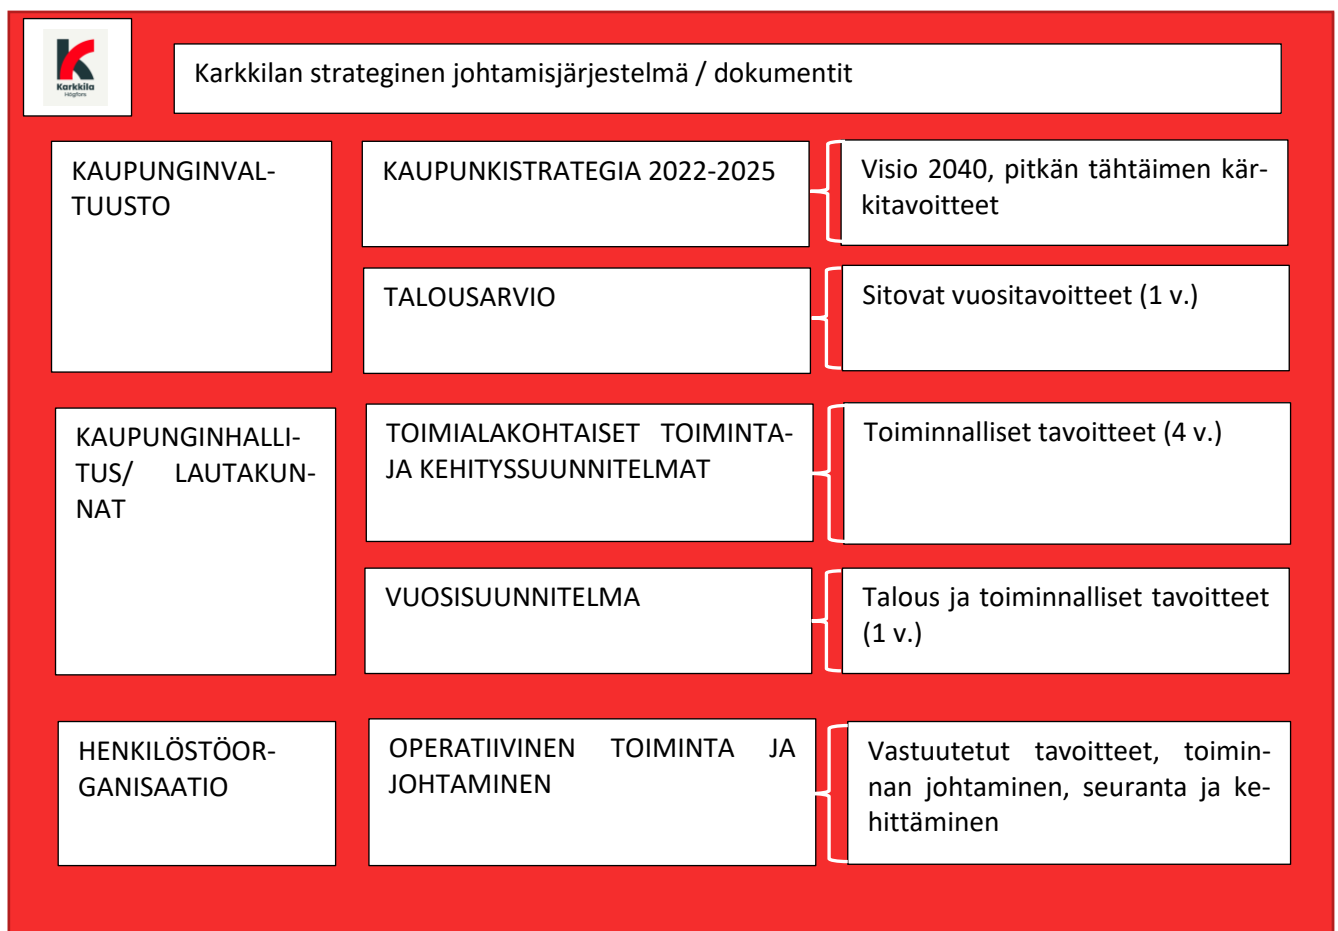 Karkkila
Högfors
Karkkilan strateginen johtamisjärjestelmä / dokumentit
KAUPUNGINVAL-
TUUSTO
KAUPUNKISTRATEGIA 2022-2025
Visio 2040, pitkän tähtäimen kär-
kitavoitteet
TALOUSARVIO
Sitovat vuositavoitteet (1 v.)
KAUPUNGINHALLI-
TUS/ LAUTAKUN-
NAT
TOIMIALAKOHTAISET TOIMINTA-
JA KEHITYSSUUNNITELMAT
Toiminnalliset tavoitteet (4 v.)
VUOSISUUNNITELMA
Talous ja toiminnalliset tavoitteet
(1 v.)
HENKILÖSTÖOR-
GANISAATIO
OPERATIIVINEN TOIMINTA JA
JOHTAMINEN
Vastuutetut tavoitteet, toimin-
nan johtaminen, seuranta ja ke-
hittäminen